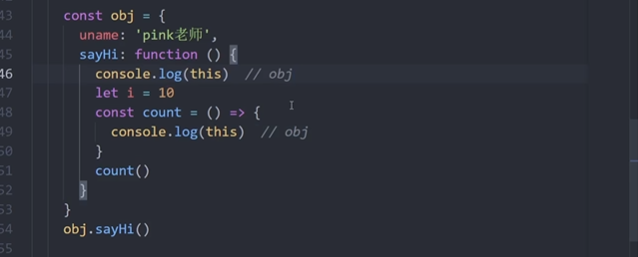 43 const obj = {
44 uname: 'pink老师',
45 sayHi: function () {
46 console.log(this) // obj
47 let i = 10
48 const count = () => {
49 console.log(this) // obj
50 }
51 count()
52 }
53 }
54 obj.sayHi()
55